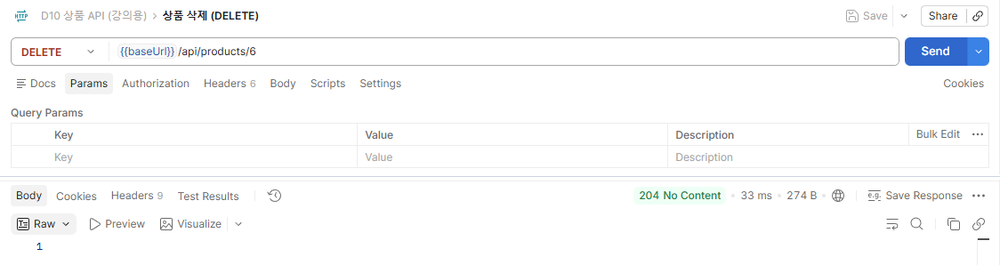 HTTP D10 상품 API (강의용) > 상품 삭제 (DELETE) Save Share
DELETE {{baseUrl}} /api/products/6 Send
Docs Params Authorization Headers 6 Body Scripts Settings Cookies
Query Params
Key Value Description Bulk Edit ···
Key Value Description
Body Cookies Headers 9 Test Results 204 No Content • 33 ms • 274 B • e.g. Save Response ···
Raw Preview Visualize
1